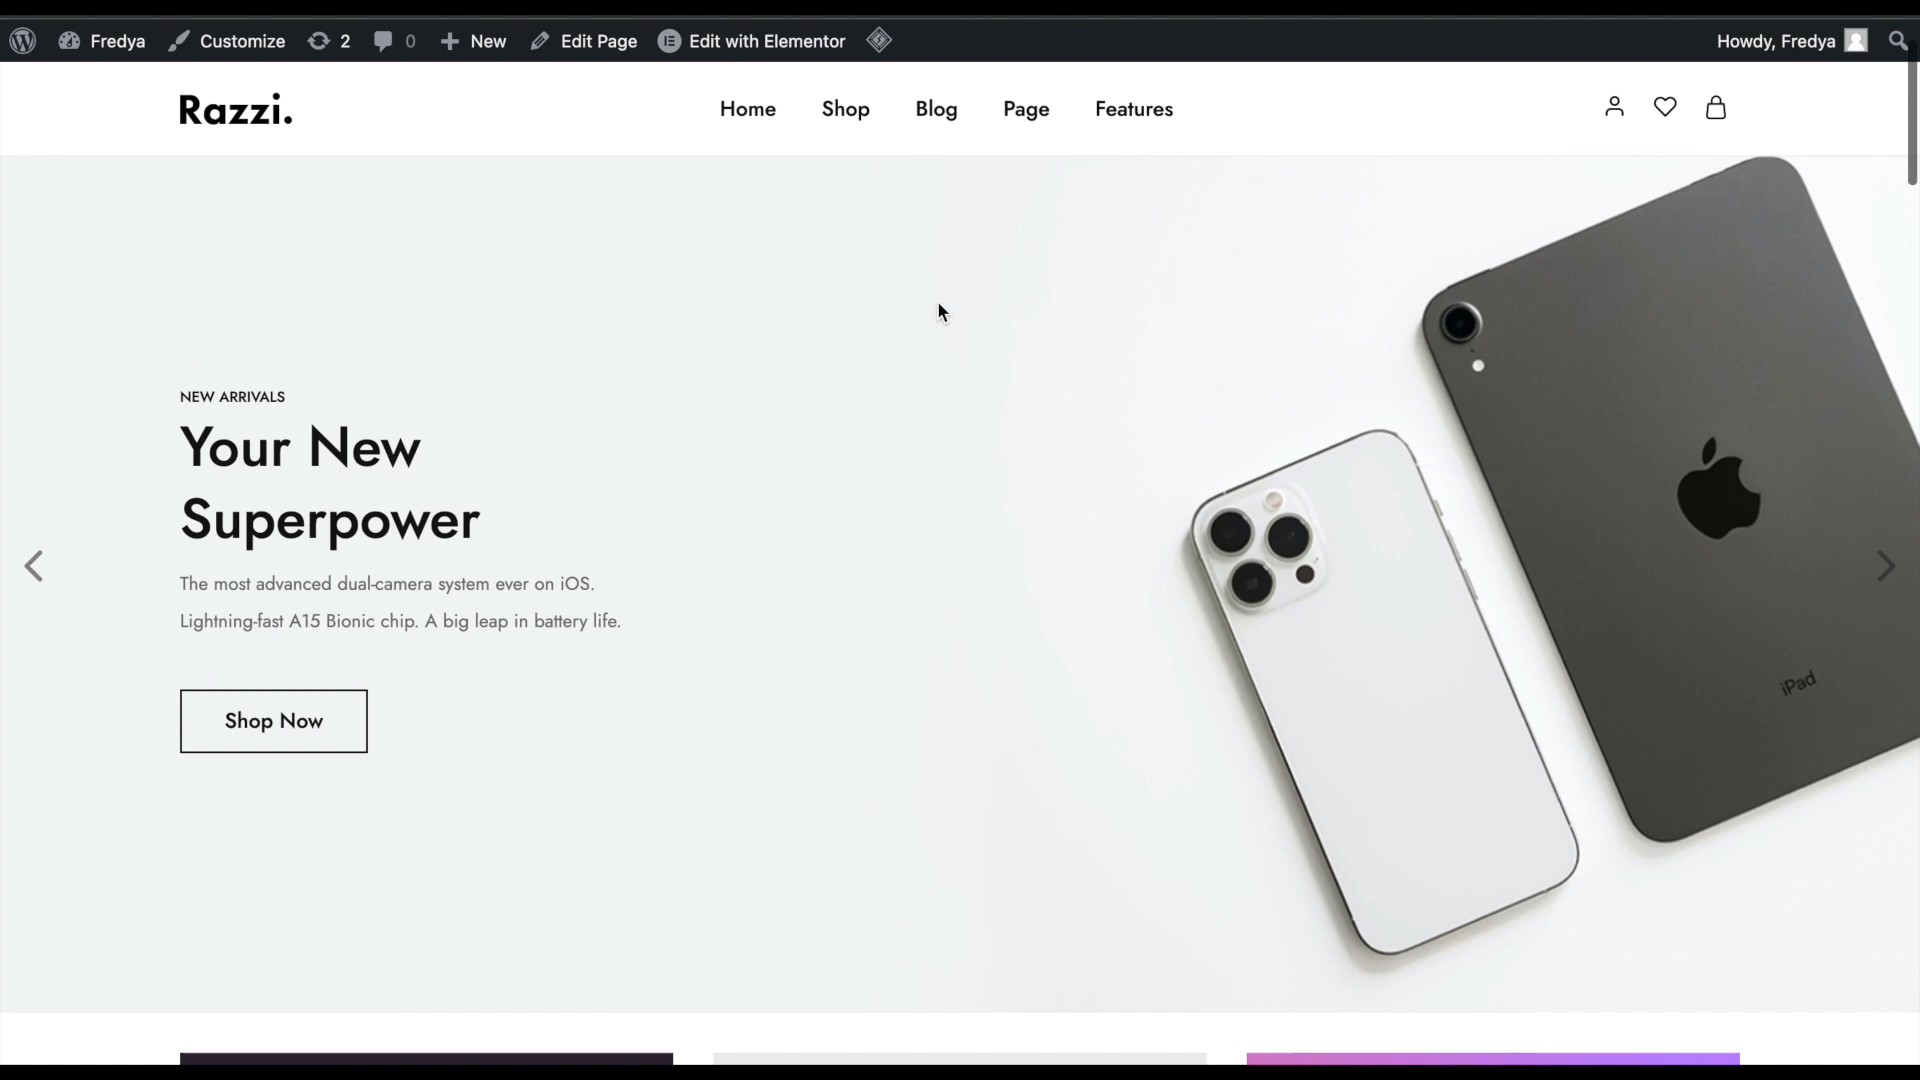 Fredya Customize 2 0 New Edit Page Edit with Elementor Howdy, Fredya
Razzi. Home Shop Blog Page Features
NEW ARRIVALS
Your New
Superpower
The most advanced dual-camera system ever on iOS.
Lightning-fast A15 Bionic chip. A big leap in battery life.
Shop Now
iPad